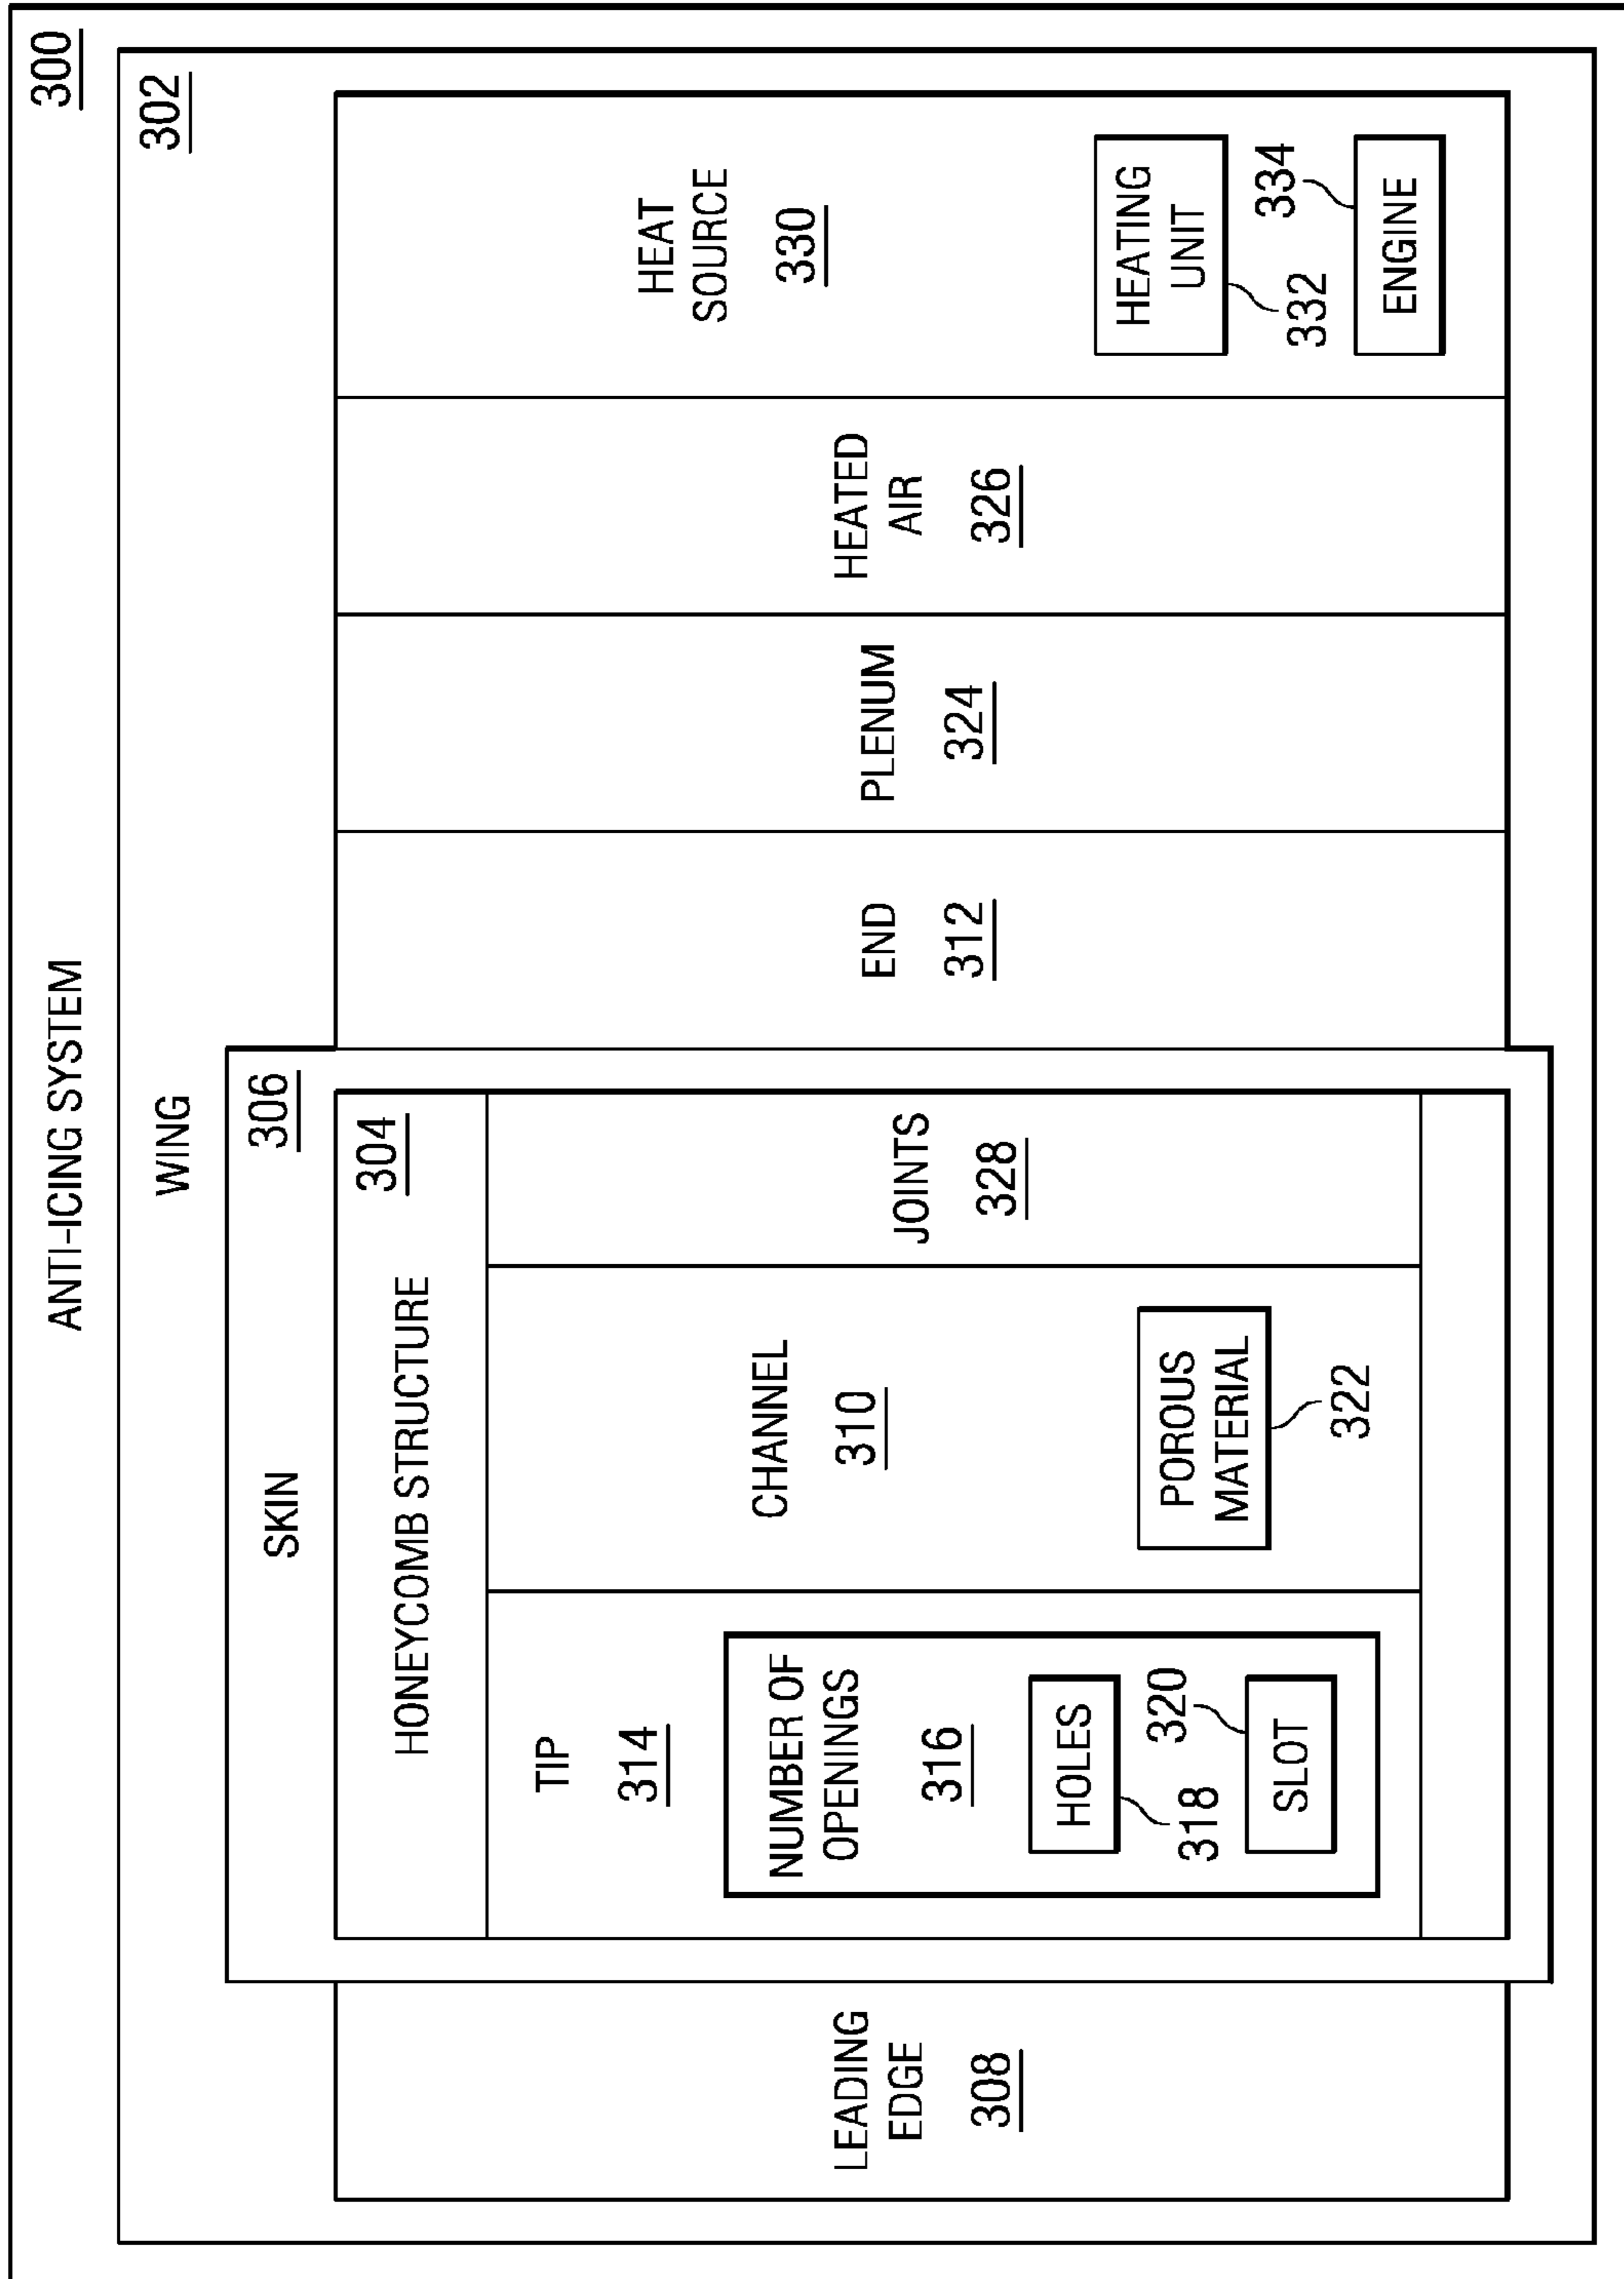 ANTI-ICING SYSTEM
300
WING
302
SKIN
306
HONEYCOMB STRUCTURE
304
LEADING
EDGE
308
TIP
314
NUMBER OF
OPENINGS
316
HOLES
318
320
SLOT
CHANNEL
310
POROUS
MATERIAL
322
JOINTS
328
END
312
PLENUM
324
HEATED
AIR
326
HEAT
SOURCE
330
HEATING
UNIT
332
334
ENGINE